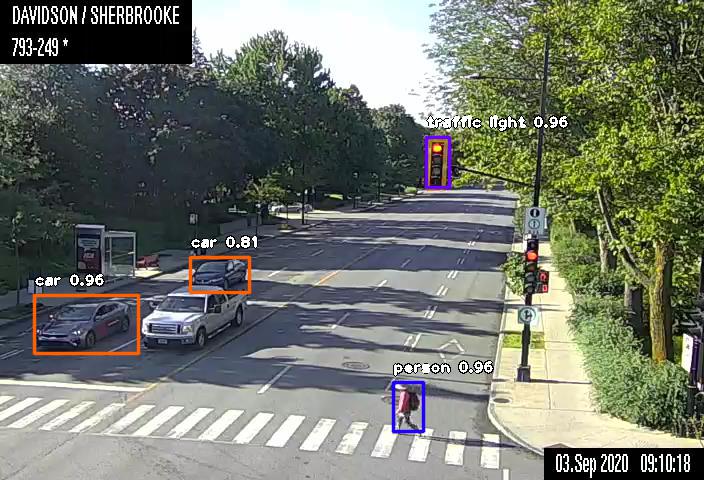 DAVIDSON / SHERBROOKE
793-249 *
traffic light 0.96
car 0.81
car 0.96
person 0.96
03.Sep 2020 09:10:18